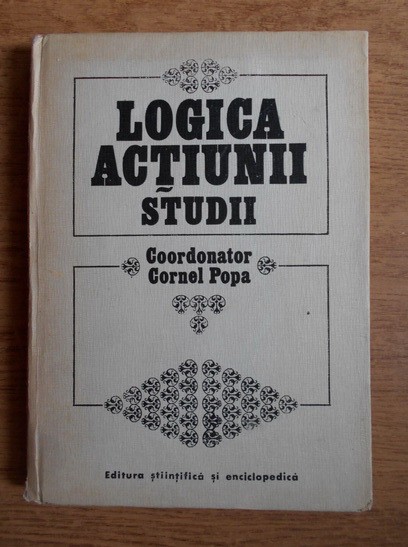 LOGICA
ACȚIUNII
STUDII
Coordonator
Cornel Popa
Editura științifică și enciclopedică